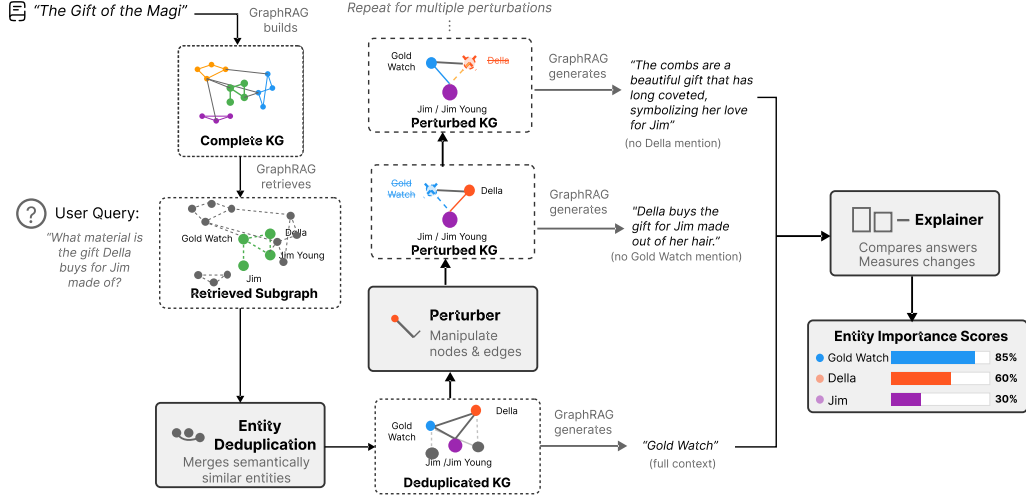 “The Gift of the Magi”
GraphRAG
builds
Complete KG
GraphRAG
retrieves
?
User Query:
“What material is
the gift Della
buys for Jim
made of?
Gold Watch
Della
Jim Young
Jim
Retrieved Subgraph
Entity
Deduplication
Merges semantically
similar entities
Repeat for multiple perturbations
Gold
Watch
Della
Jim / Jim Young
Perturbed KG
GraphRAG
generates
“The combs are a
beautiful gift that has
long coveted,
symbolizing her love
for Jim”
(no Della mention)
Gold
Watch
Della
Jim / Jim Young
Perturbed KG
GraphRAG
generates
"Della buys the
gift for Jim made
out of her hair.”
(no Gold Watch mention)
Perturber
Manipulate
nodes & edges
Della
Gold
Watch
Jim /Jim Young
Deduplicated KG
GraphRAG
generates
”Gold Watch”
(full context)
Explainer
Compares answers
Measures changes
Entity Importance Scores
Gold Watch 85%
Della 60%
Jim 30%